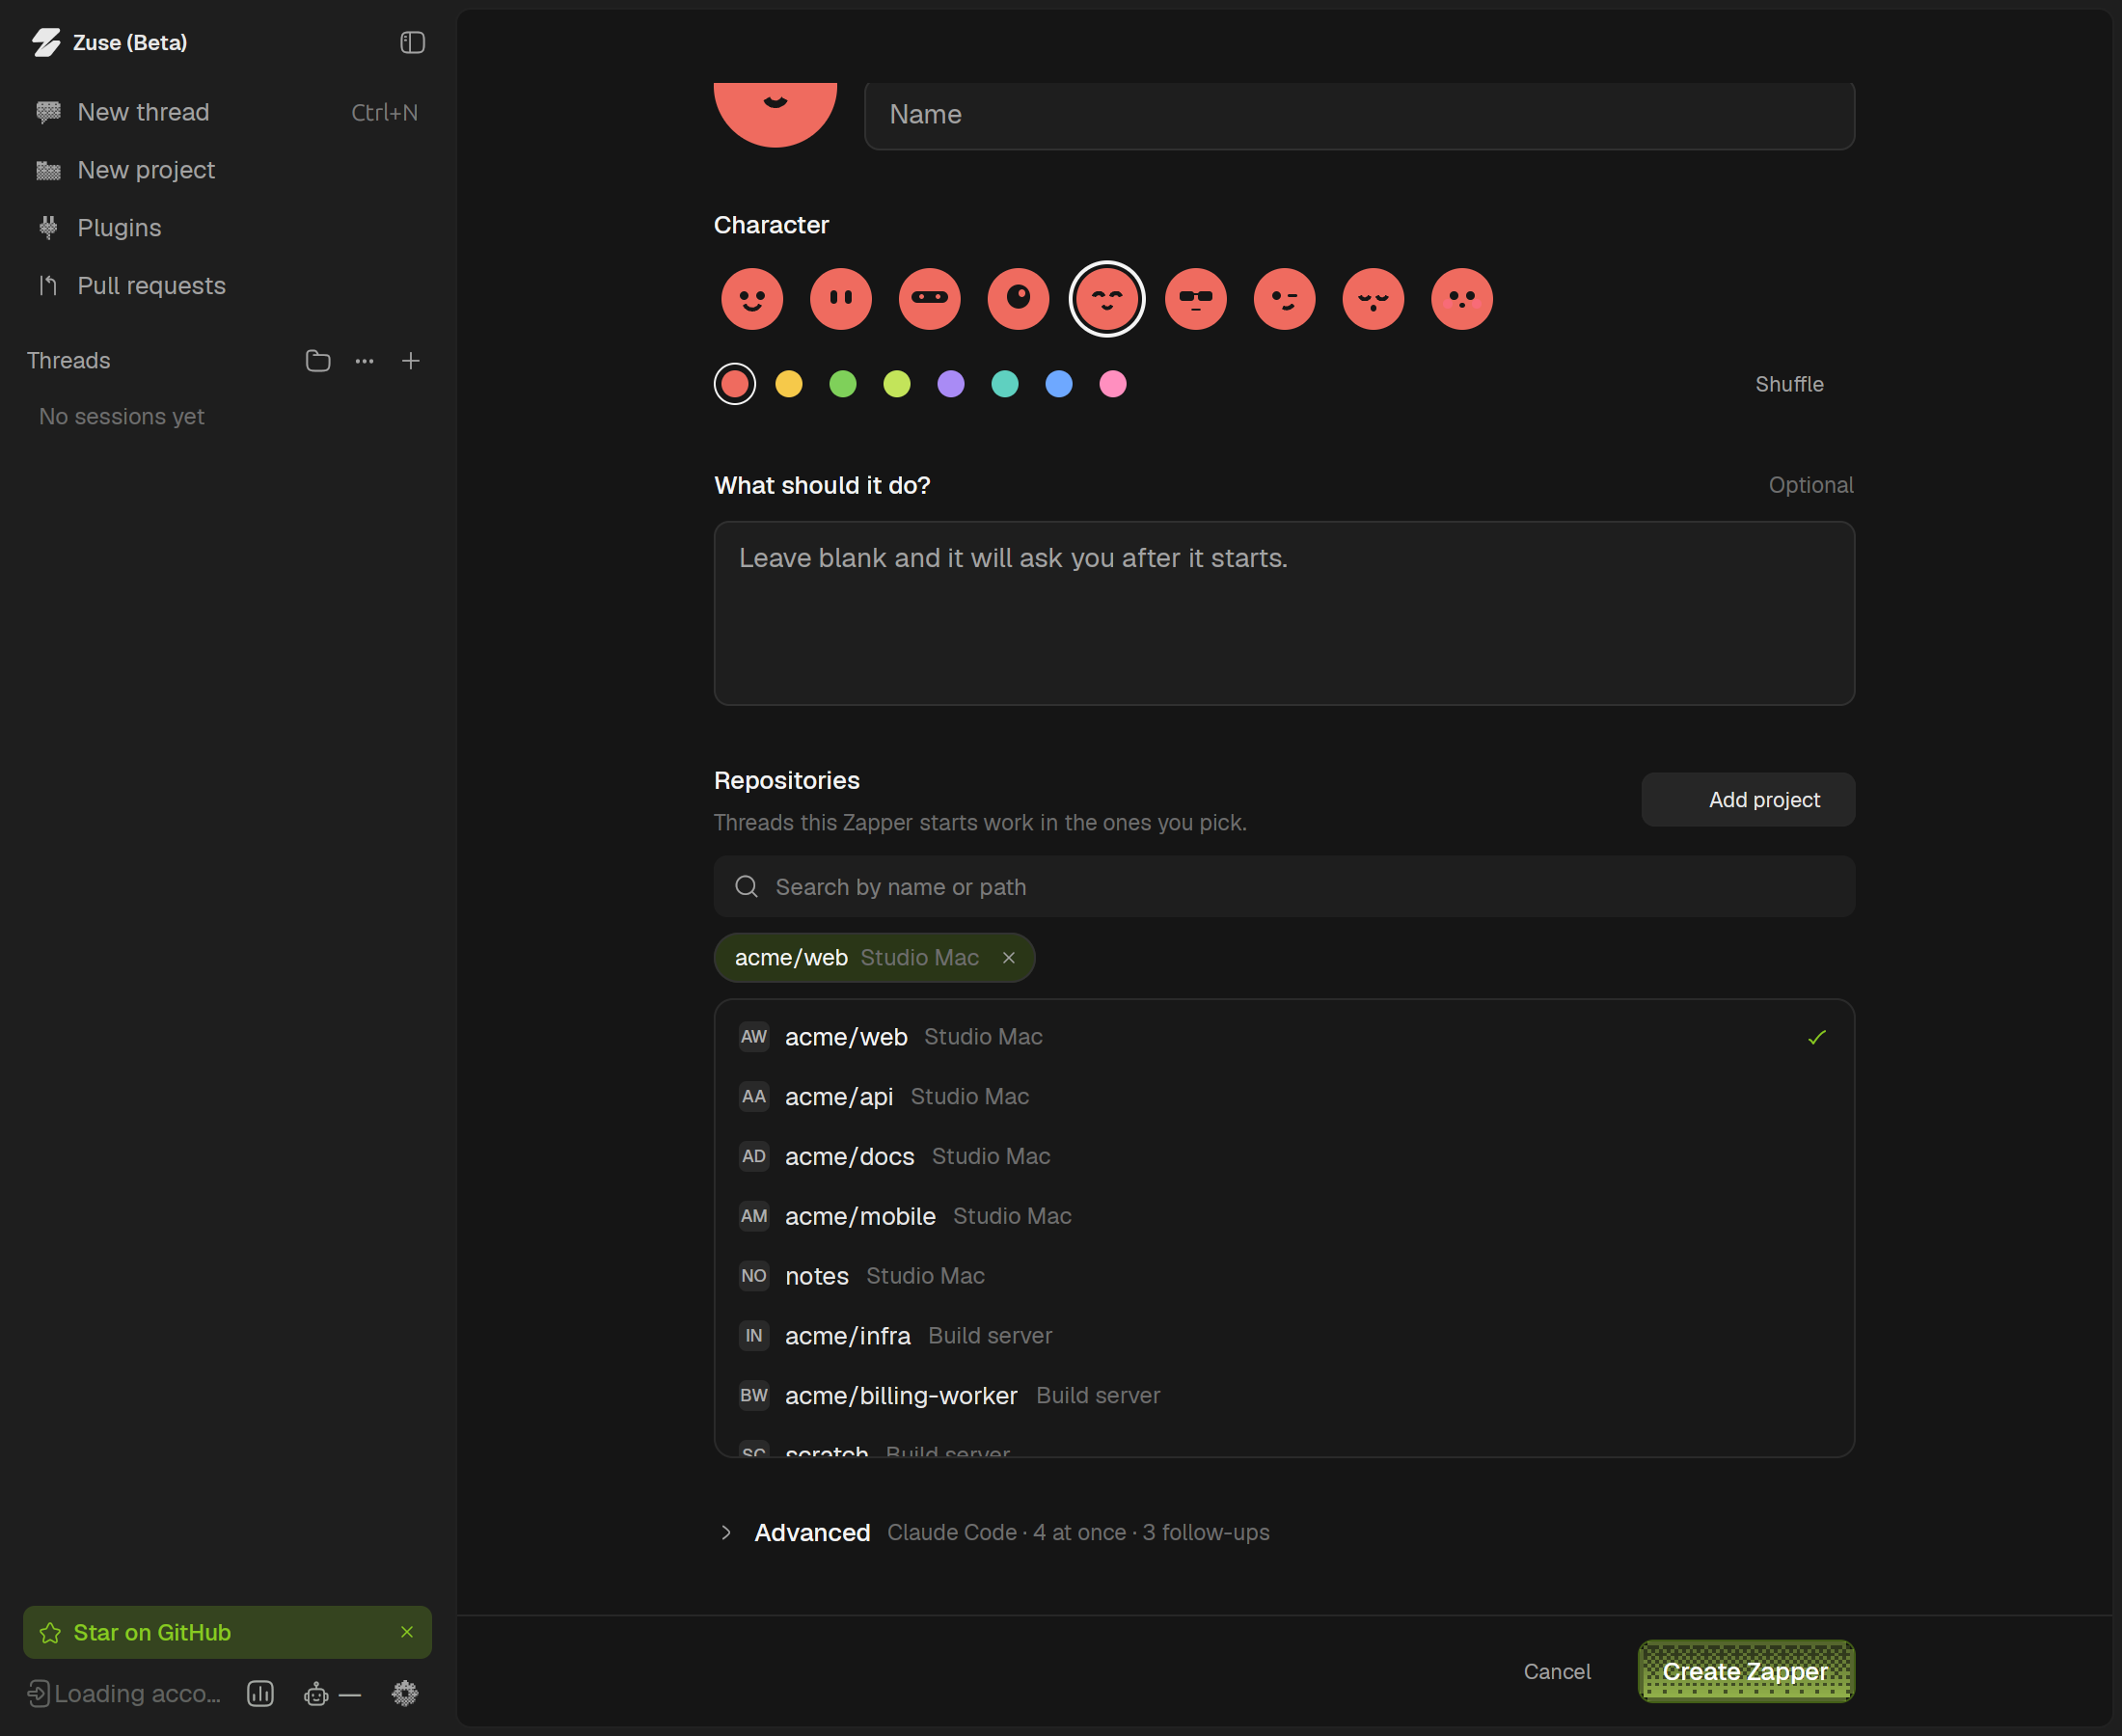 Zuse (Beta)
New thread Ctrl+N
New project
Plugins
Pull requests
Threads
No sessions yet
Star on GitHub
Loading acco...
Name
Character
Shuffle
What should it do? Optional
Leave blank and it will ask you after it starts.
Repositories
Add project
Threads this Zapper starts work in the ones you pick.
Search by name or path
acme/web Studio Mac
AW acme/web Studio Mac
AA acme/api Studio Mac
AD acme/docs Studio Mac
AM acme/mobile Studio Mac
NO notes Studio Mac
IN acme/infra Build server
BW acme/billing-worker Build server
SC scratch Build server
Advanced Claude Code · 4 at once · 3 follow-ups
Cancel Create Zapper